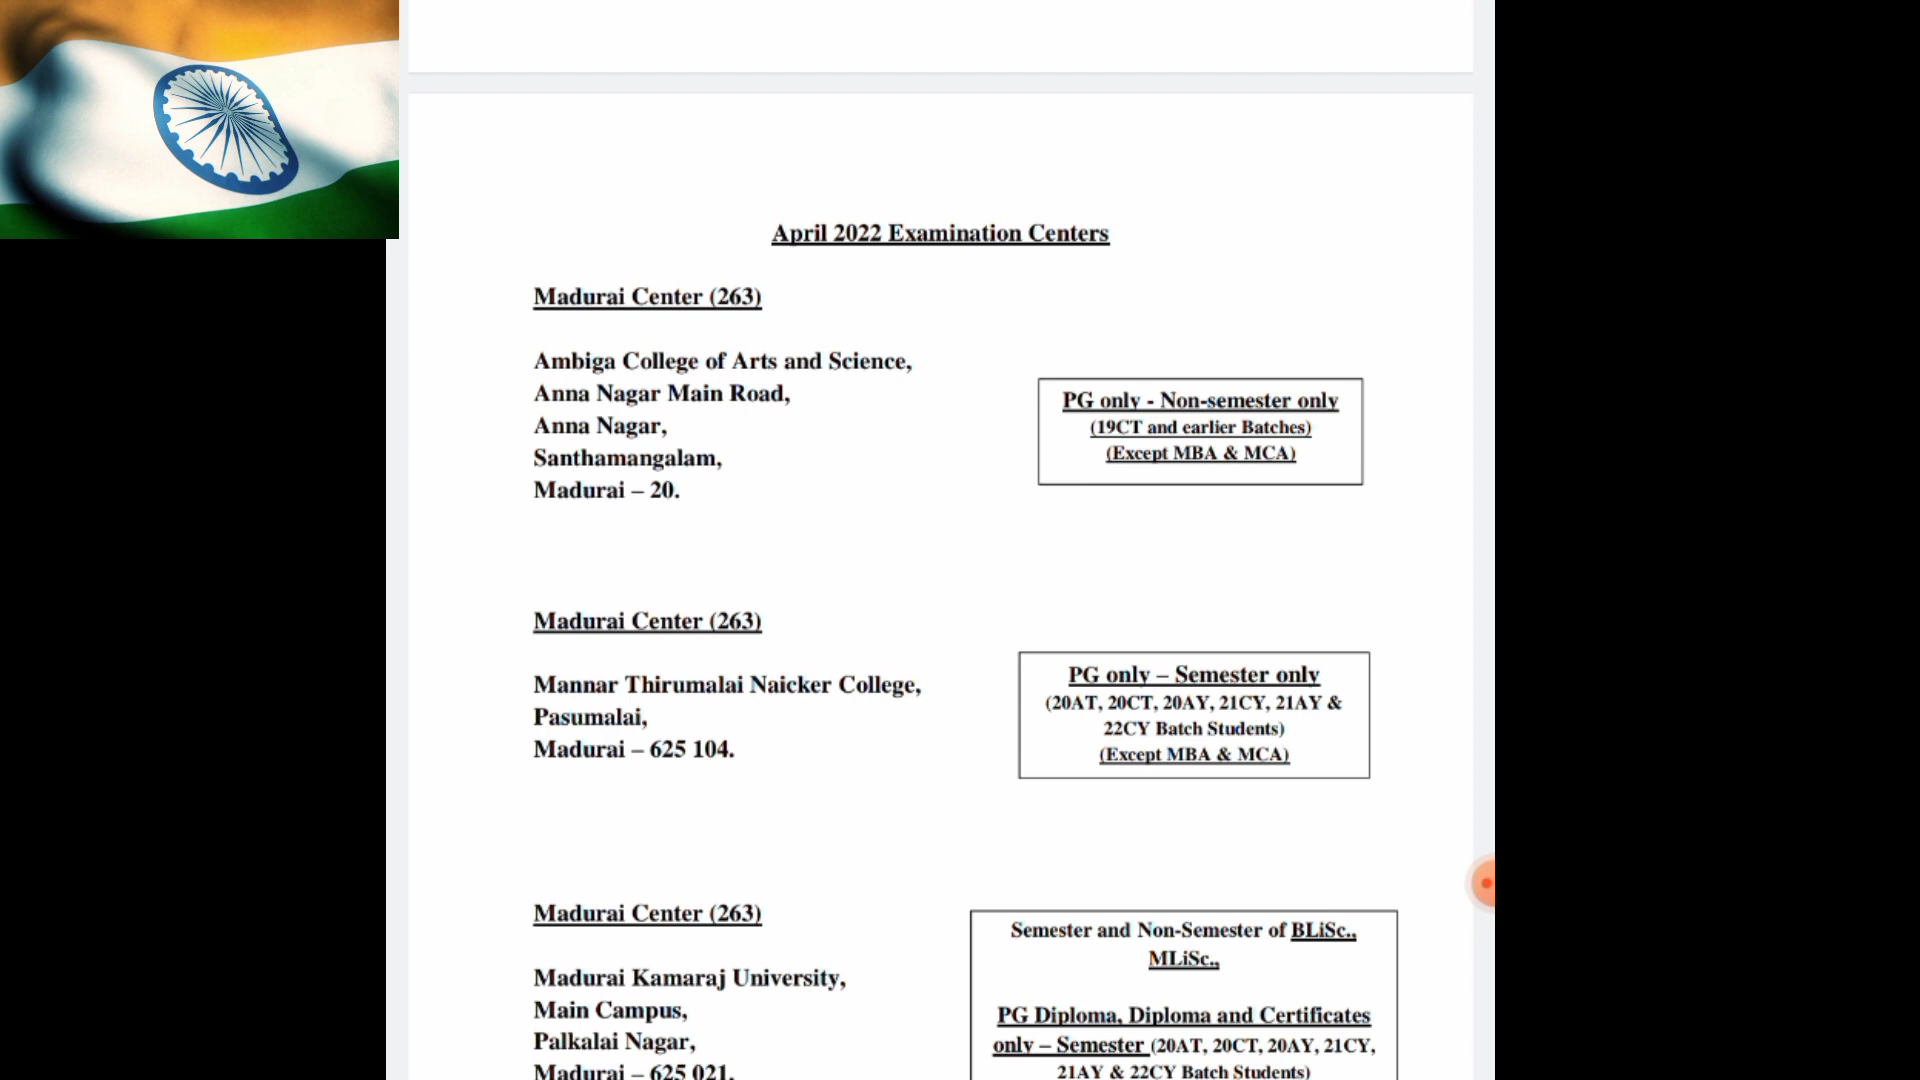 April 2022 Examination Centers
Madurai Center (263)
Ambiga College of Arts and Science,
Anna Nagar Main Road,
Anna Nagar,
Santhamangalam,
Madurai – 20.
PG only - Non-semester only
(19CT and earlier Batches)
(Except MBA & MCA)
Madurai Center (263)
Mannar Thirumalai Naicker College,
Pasumalai,
Madurai – 625 104.
PG only – Semester only
(20AT, 20CT, 20AY, 21CY, 21AY &
22CY Batch Students)
(Except MBA & MCA)
Madurai Center (263)
Madurai Kamaraj University,
Main Campus,
Palkalai Nagar,
Madurai – 625 021.
Semester and Non-Semester of BLiSc.,
MLiSc.,
PG Diploma, Diploma and Certificates
only – Semester (20AT, 20CT, 20AY, 21CY,
21AY & 22CY Batch Students)